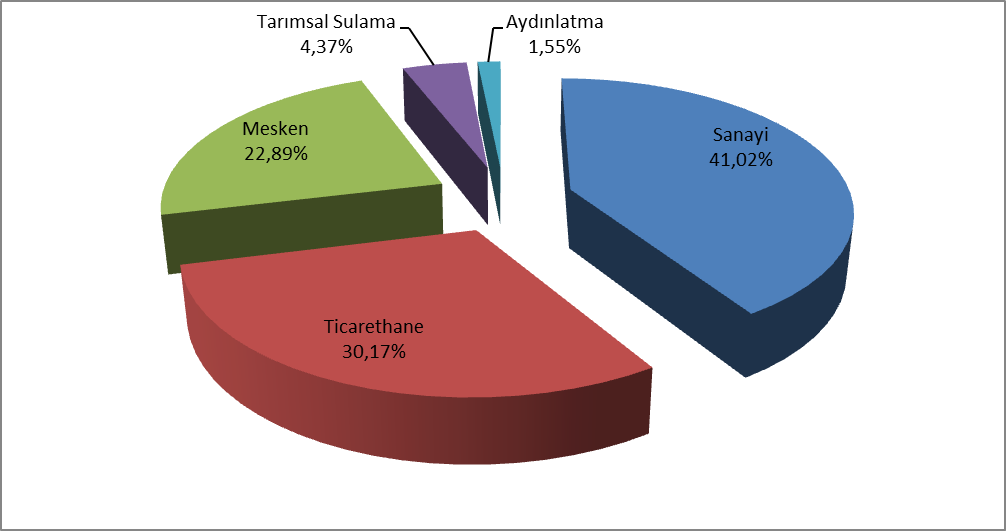 Tarımsal Sulama
4,37%
Aydınlatma
1,55%
Mesken
22,89%
Sanayi
41,02%
Ticarethane
30,17%